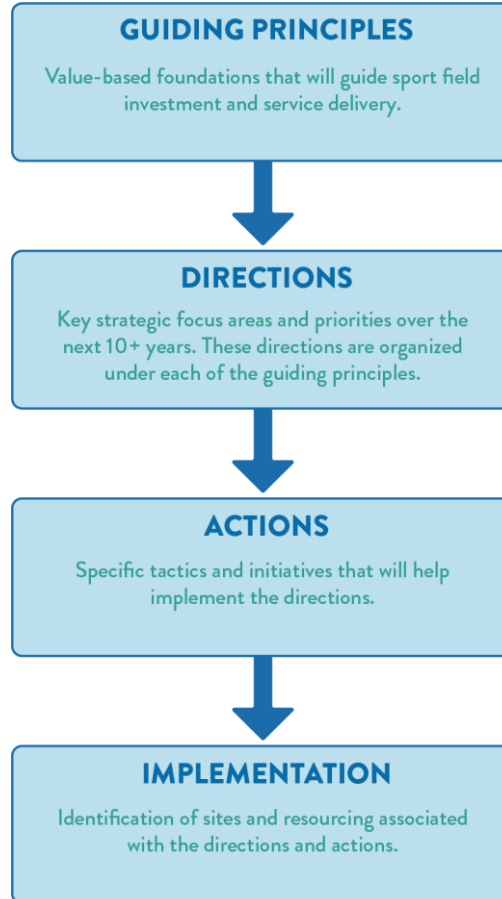 GUIDING PRINCIPLES
Value-based foundations that will guide sport field
investment and service delivery.
DIRECTIONS
Key strategic focus areas and priorities over the
next 10+ years. These directions are organized
under each of the guiding principles.
ACTIONS
Specific tactics and initiatives that will help
implement the directions.
IMPLEMENTATION
Identification of sites and resourcing associated
with the directions and actions.